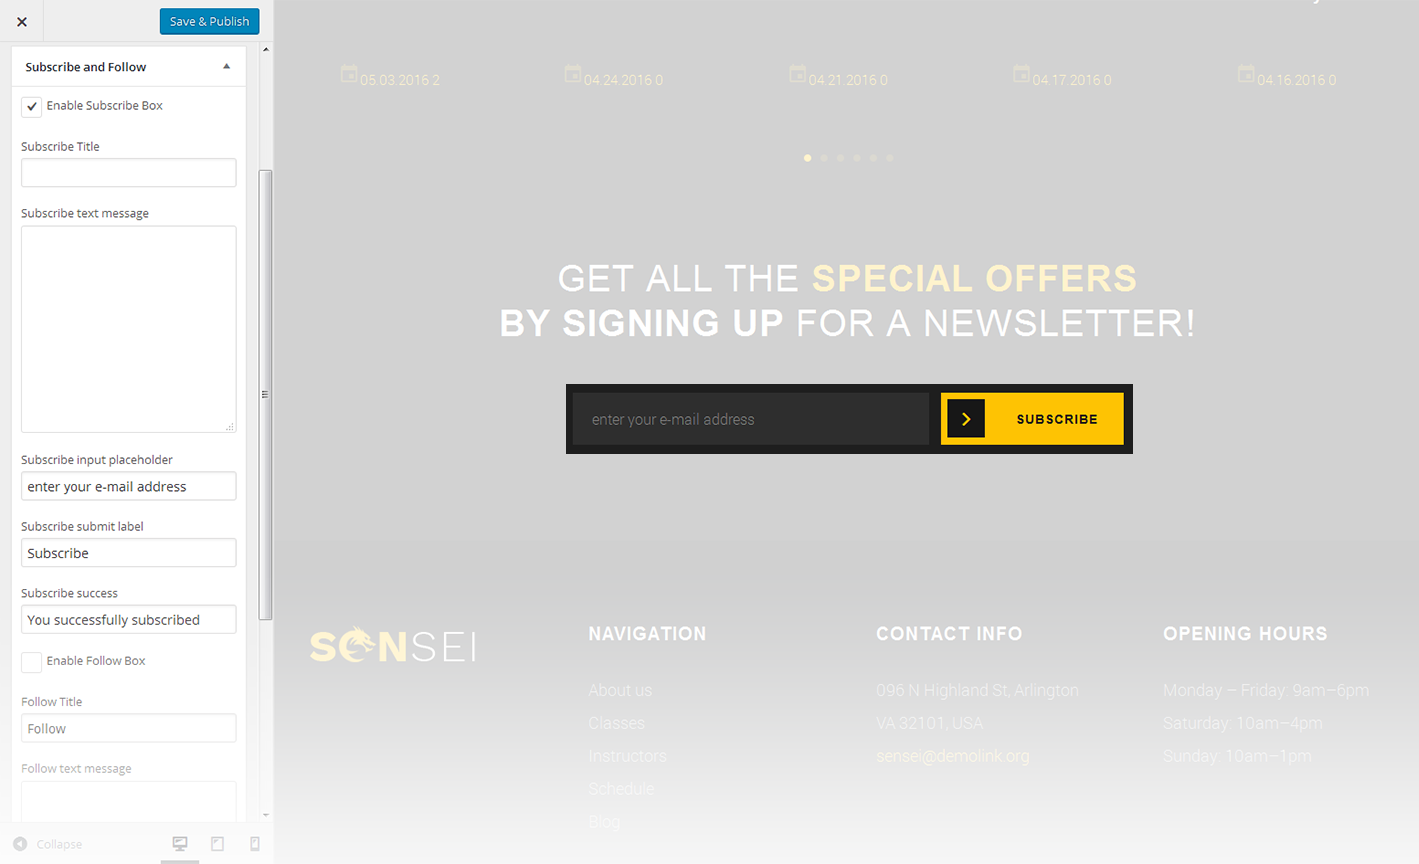 Save & Publish
Subscribe and Follow
Enable Subscribe Box
Subscribe Title
Subscribe text message
Subscribe input placeholder
enter your e-mail address
Subscribe submit label
Subscribe
Subscribe success
You successfully subscribed
Enable Follow Box
Follow Title
Follow
Follow text message
Collapse
05.03.2016 2
04.24.2016 0
04.21.2016 0
04.17.2016 0
04.16.2016 0
GET ALL THE SPECIAL OFFERS
BY SIGNING UP FOR A NEWSLETTER!
enter your e-mail address
SUBSCRIBE
SONSEI
NAVIGATION
About us
Classes
Instructors
Schedule
Blog
CONTACT INFO
096 N Highland St, Arlington
VA 32101, USA
sensei@demolink.org
OPENING HOURS
Monday – Friday: 9am–6pm
Saturday: 10am–4pm
Sunday: 10am–1pm